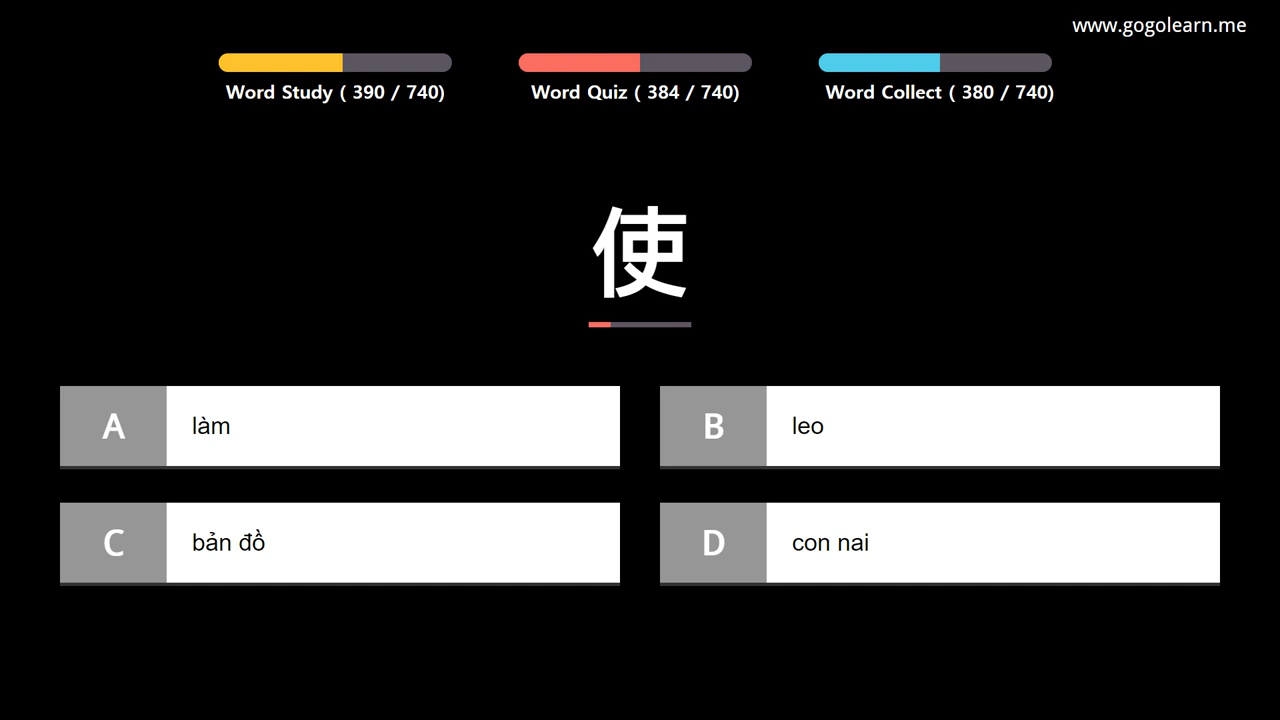 www.gogolearn.me
Word Study ( 390 / 740)
Word Quiz ( 384 / 740)
Word Collect ( 380 / 740)
使
A làm
B leo
C bản đồ
D con nai